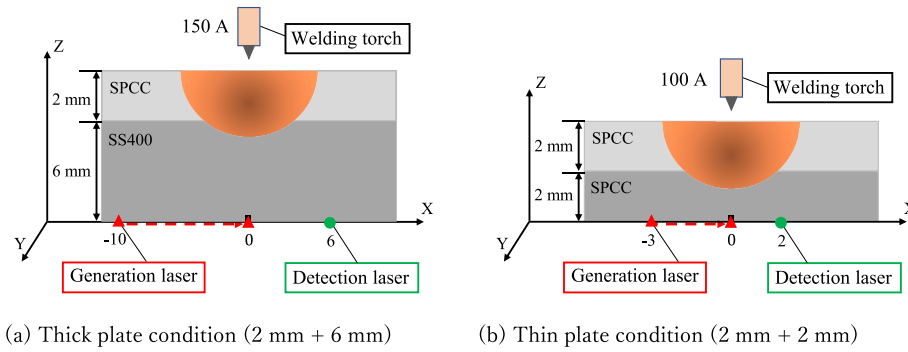 150 A
Welding torch
Z
SPCC
2 mm
SS400
6 mm
X
Y
-10
0
6
Generation laser
Detection laser
(a) Thick plate condition (2 mm + 6 mm)
100 A
Welding torch
Z
SPCC
2 mm
SPCC
2 mm
X
Y
-3
0
2
Generation laser
Detection laser
(b) Thin plate condition (2 mm + 2 mm)